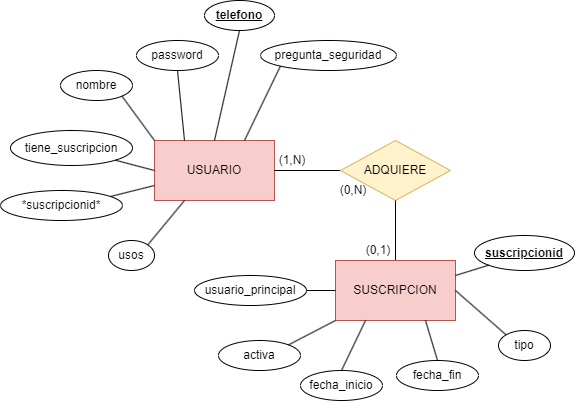 telefono
password
pregunta_seguridad
nombre
tiene_suscripcion
USUARIO
(1,N)
ADQUIERE
(0,N)
*suscripcionid*
usos
(0,1)
suscripcionid
usuario_principal
SUSCRIPCION
activa
tipo
fecha_inicio
fecha_fin